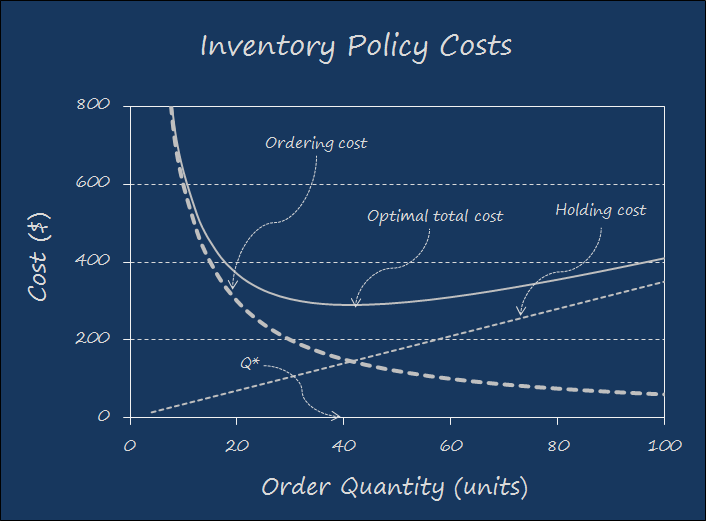 Inventory Policy Costs
800
600
400
200
0
Cost ($)
Ordering cost
Optimal total cost
Holding cost
Q*
0 20 40 60 80 100
Order Quantity (units)